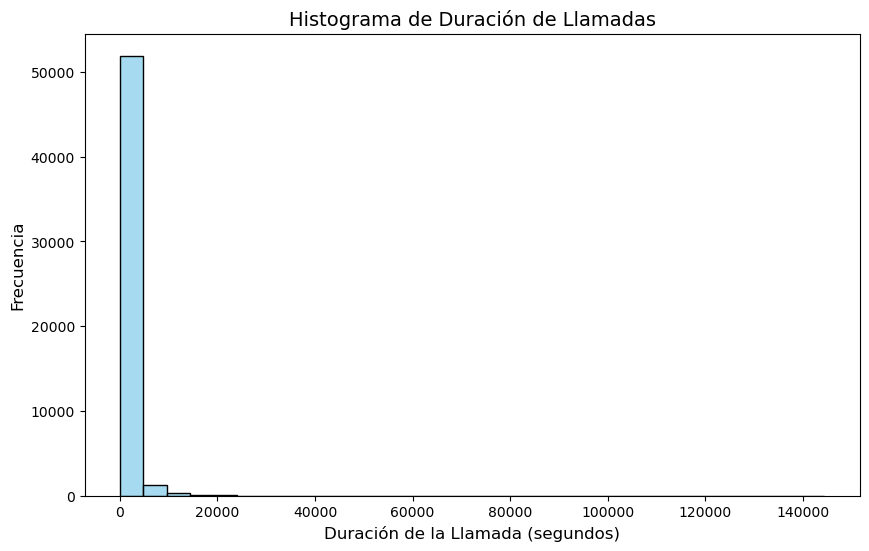 Histograma de Duración de Llamadas
Frecuencia
50000
40000
30000
20000
10000
0
0 20000 40000 60000 80000 100000 120000 140000
Duración de la Llamada (segundos)